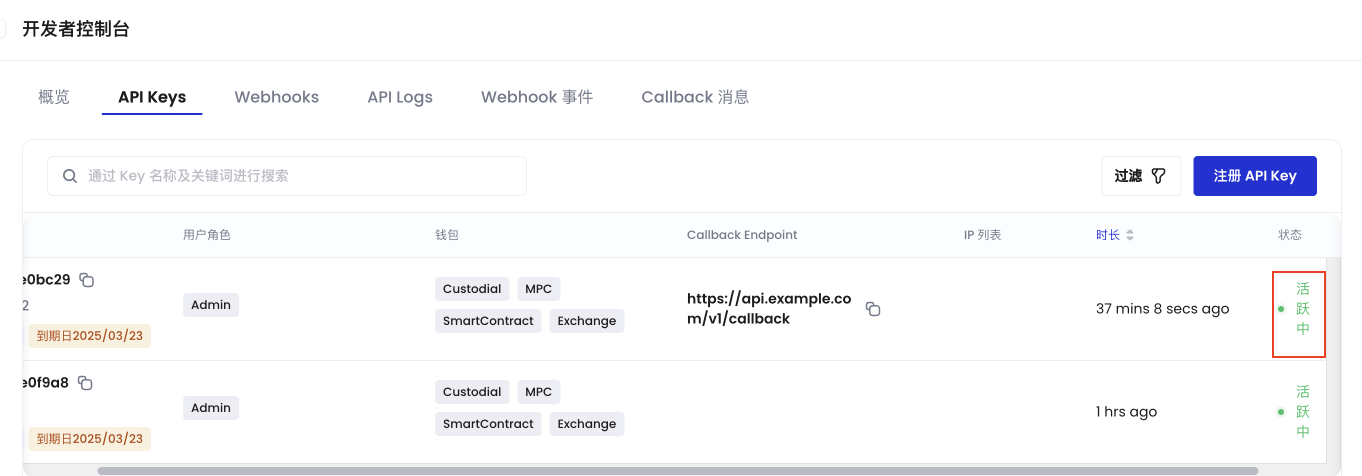 开发者控制台
概览 API Keys Webhooks API Logs Webhook 事件 Callback 消息
通过 Key 名称及关键词进行搜索 过滤 注册 API Key
用户角色 钱包 Callback Endpoint IP 列表 时长 状态
e0bc29
2
到期日2025/03/23
Admin
Custodial MPC
SmartContract Exchange
https://api.example.co
m/v1/callback
37 mins 8 secs ago
活
跃
中
e0f9a8
到期日2025/03/23
Admin
Custodial MPC
SmartContract Exchange
1 hrs ago
活
跃
中